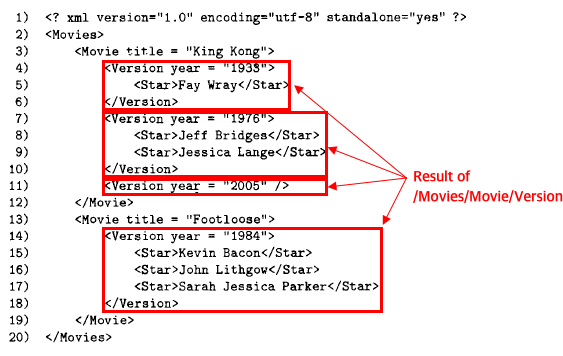 1) <? xml version="1.0" encoding="utf-8" standalone="yes" ?>
2) <Movies>
3) <Movie title = "King Kong">
4) <Version year = "1933">
5) <Star>Fay Wray</Star>
6) </Version>
7) <Version year = "1976">
8) <Star>Jeff Bridges</Star>
9) <Star>Jessica Lange</Star>
10) </Version>
11) <Version year = "2005" />
12) </Movie>
13) <Movie title = "Footloose">
14) <Version year = "1984">
15) <Star>Kevin Bacon</Star>
16) <Star>John Lithgow</Star>
17) <Star>Sarah Jessica Parker</Star>
18) </Version>
19) </Movie>
20) </Movies>
Result of
/Movies/Movie/Version